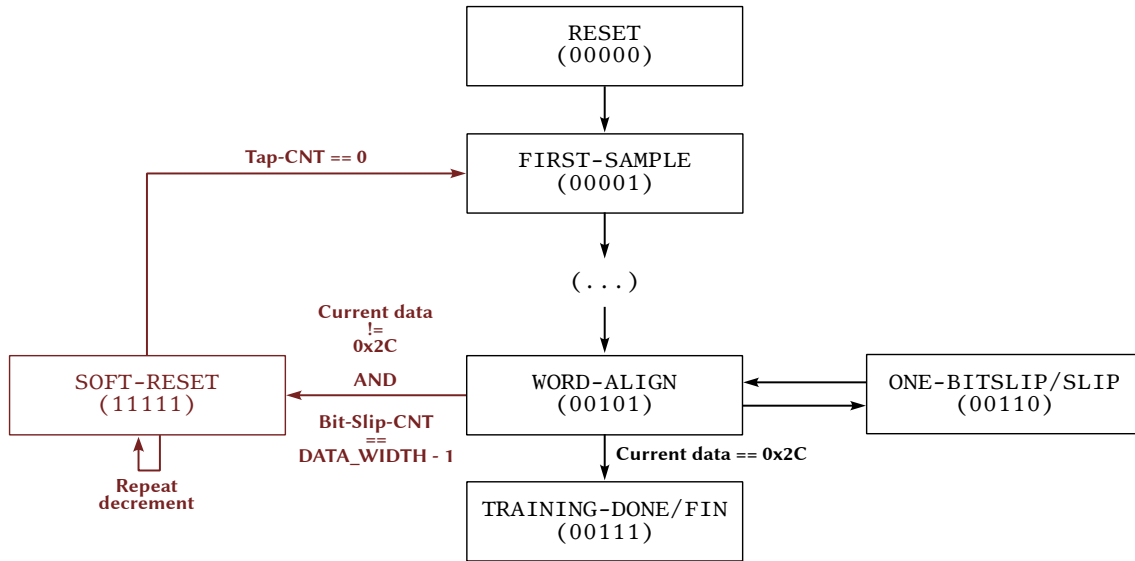 RESET
(00000)
Tap-CNT == 0
FIRST-SAMPLE
(00001)
(...)
Current data
!=
0x2C
AND
Bit-Slip-CNT
==
DATA_WIDTH - 1
SOFT-RESET
(11111)
Repeat
decrement
WORD-ALIGN
(00101)
ONE-BITSLIP/SLIP
(00110)
Current data == 0x2C
TRAINING-DONE/FIN
(00111)